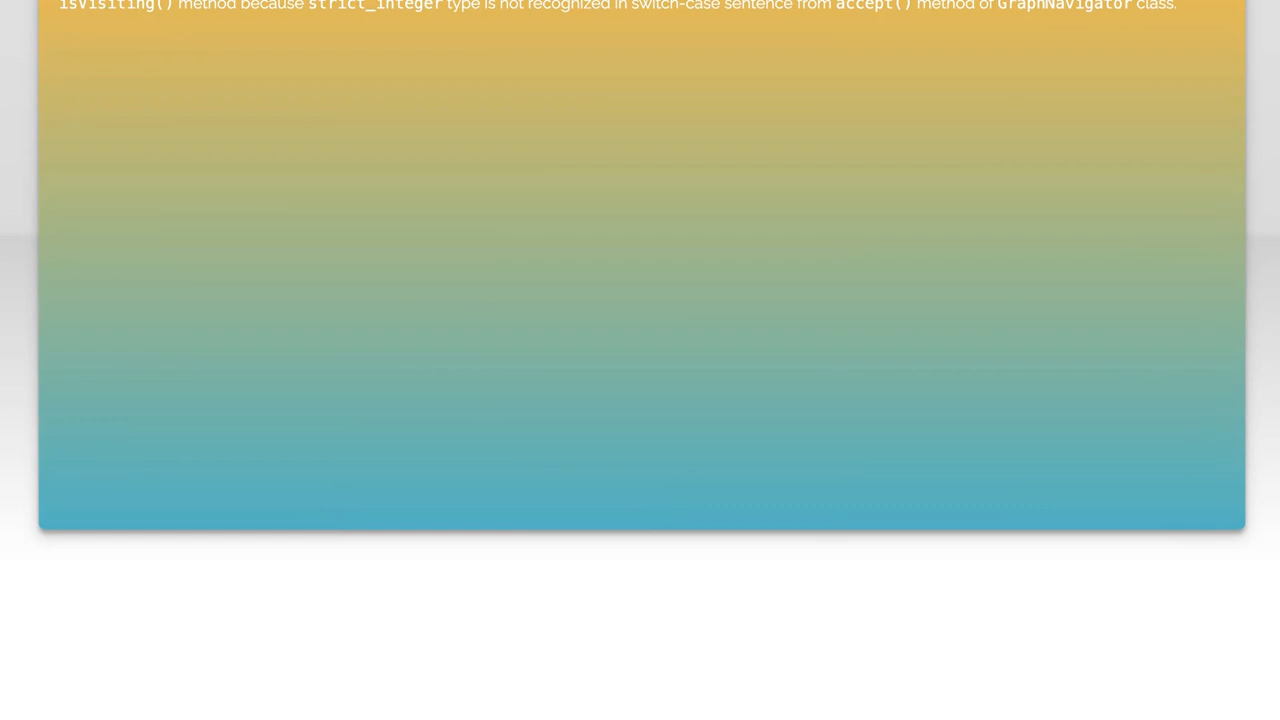 isVisiting() method because strict_integer type is not recognized in switch-case sentence from accept() method of GraphNavigator class.